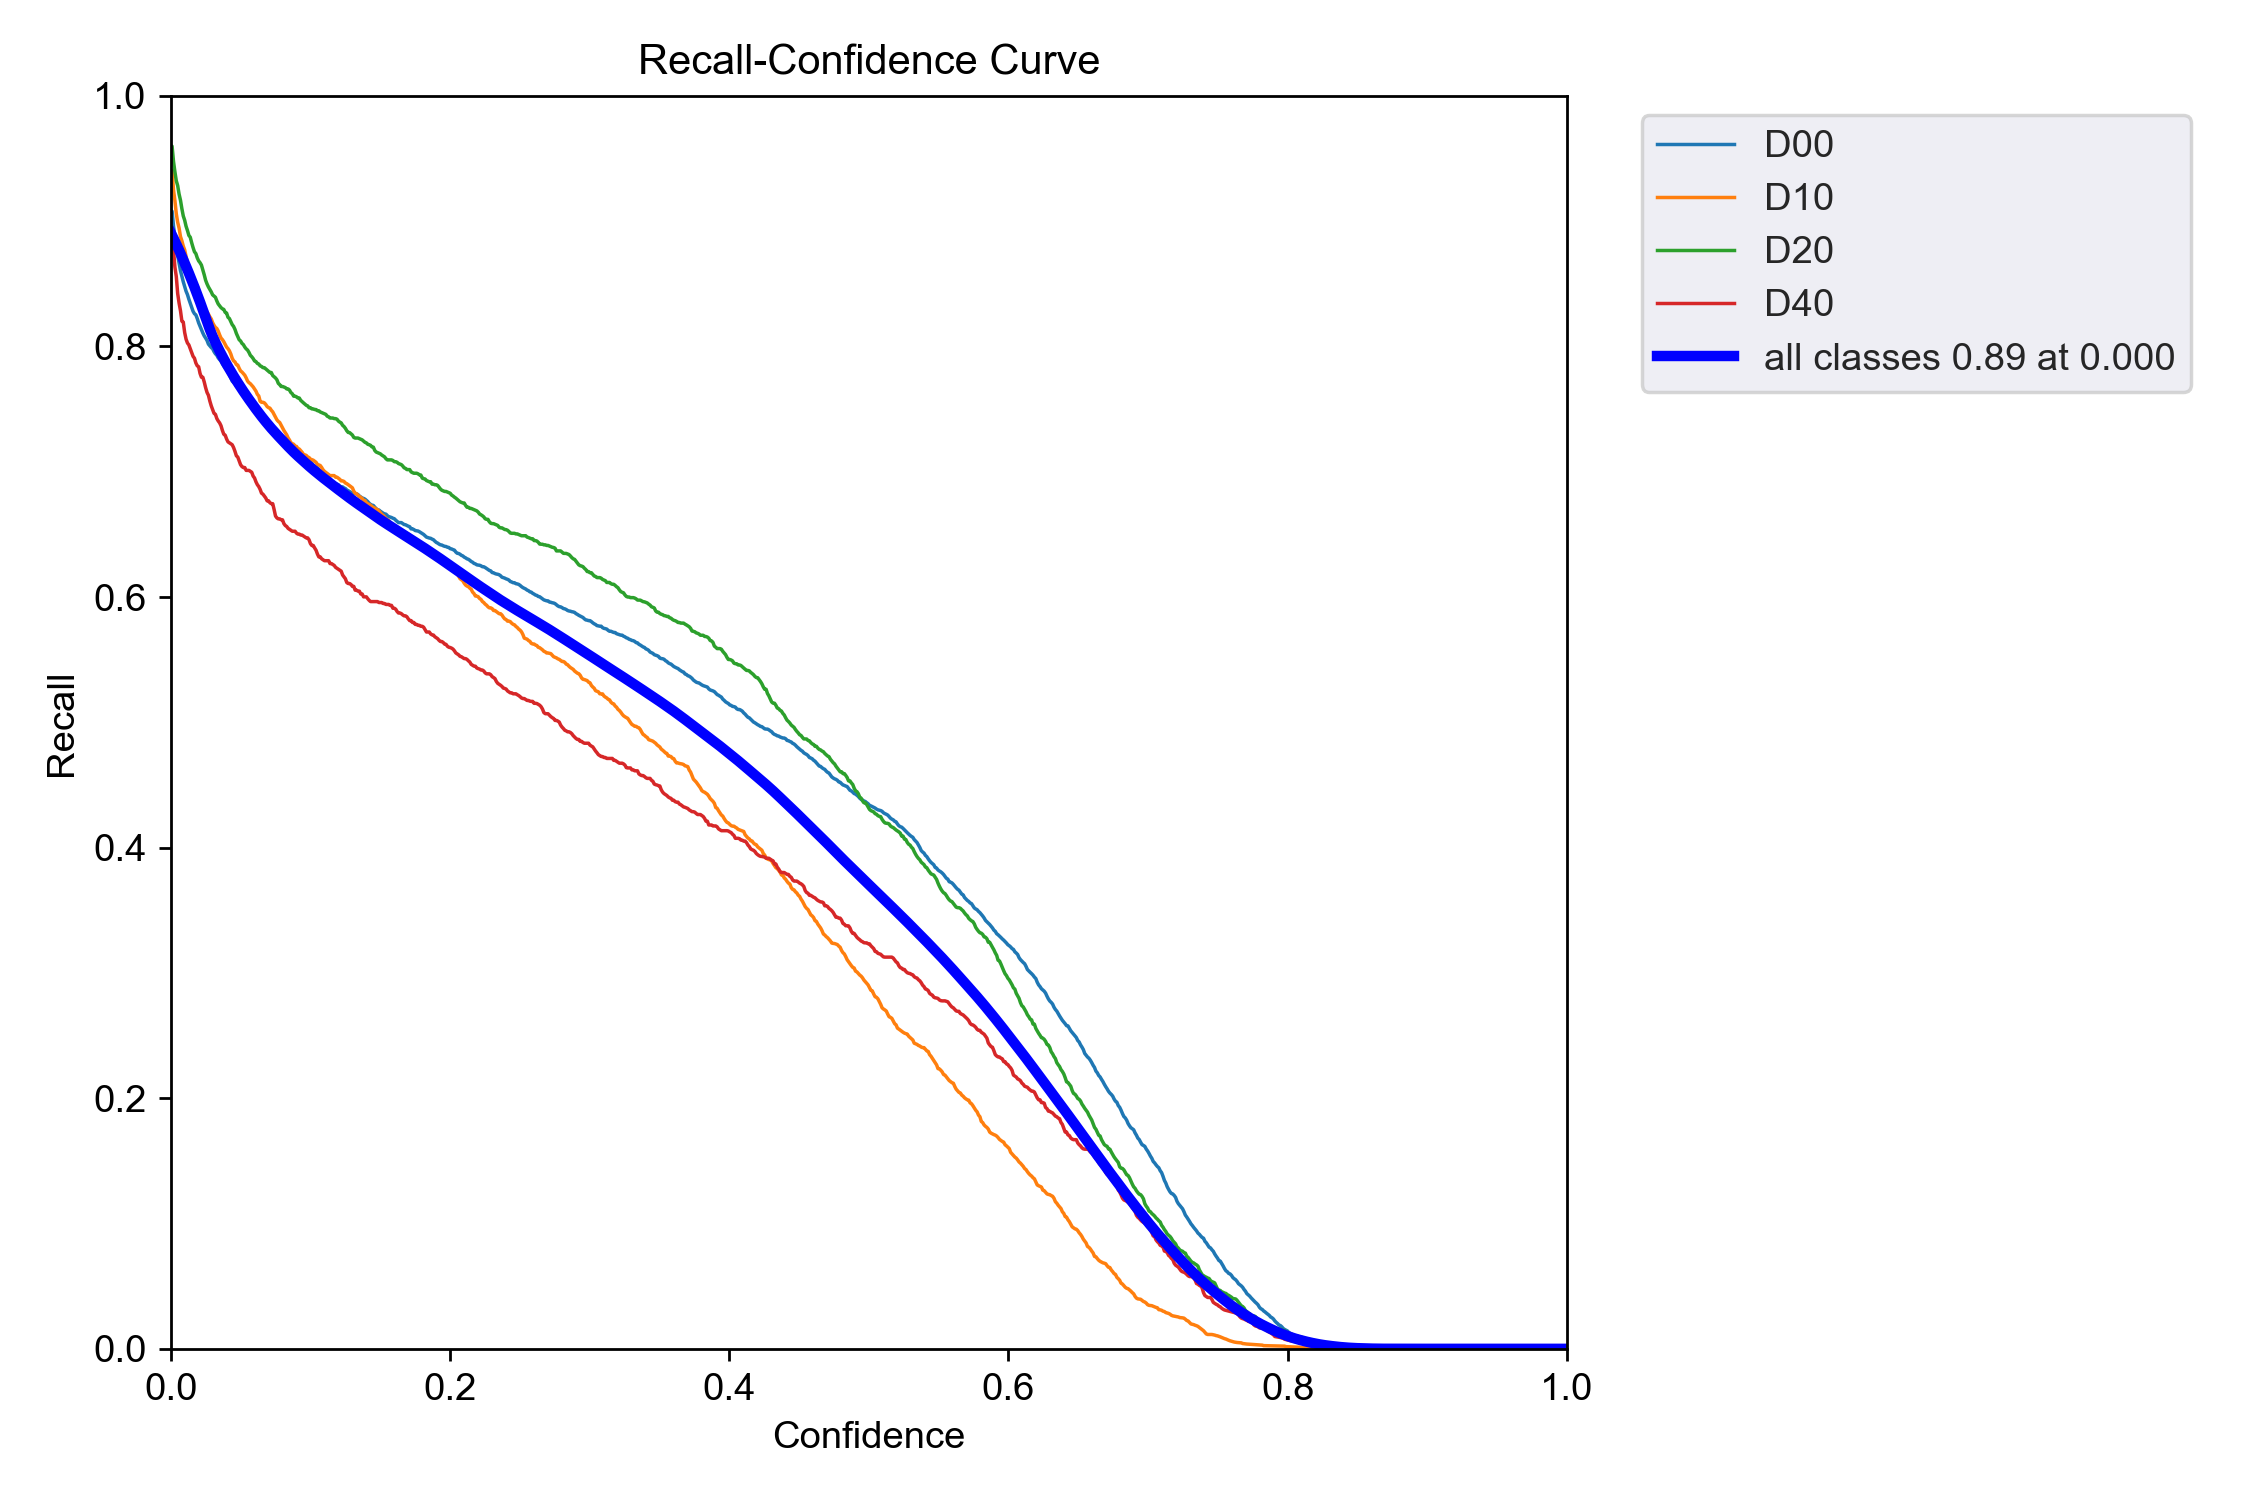 Recall-Confidence Curve
1.0
0.8
0.6
0.4
0.2
0.0
Recall
0.0 0.2 0.4 0.6 0.8 1.0
Confidence
D00
D10
D20
D40
all classes 0.89 at 0.000